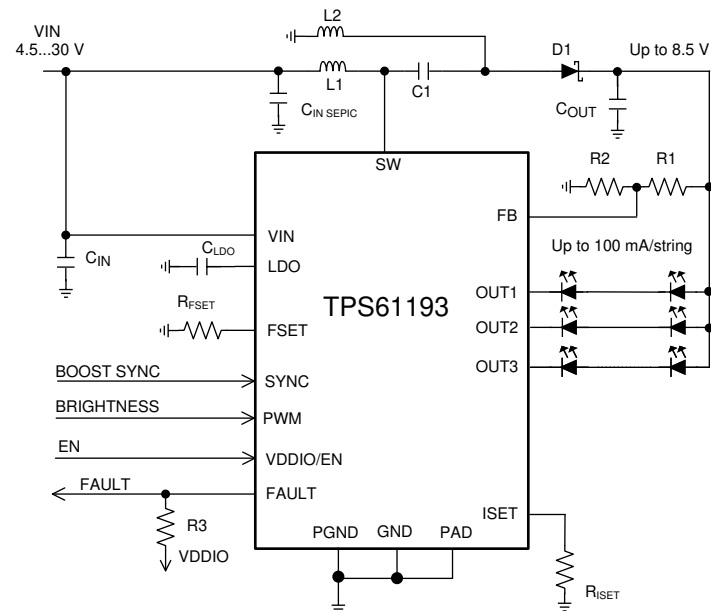 VIN
4.5...30 V
L2
L1
C1
D1
Up to 8.5 V
CIN SEPIC
COUT
SW
R2
R1
FB
VIN
CIN
CLDO
LDO
Up to 100 mA/string
RFSET
FSET
TPS61193
OUT1
OUT2
OUT3
BOOST SYNC
SYNC
BRIGHTNESS
PWM
EN
VDDIO/EN
FAULT
FAULT
R3
VDDIO
ISET
PGND
GND
PAD
RISET